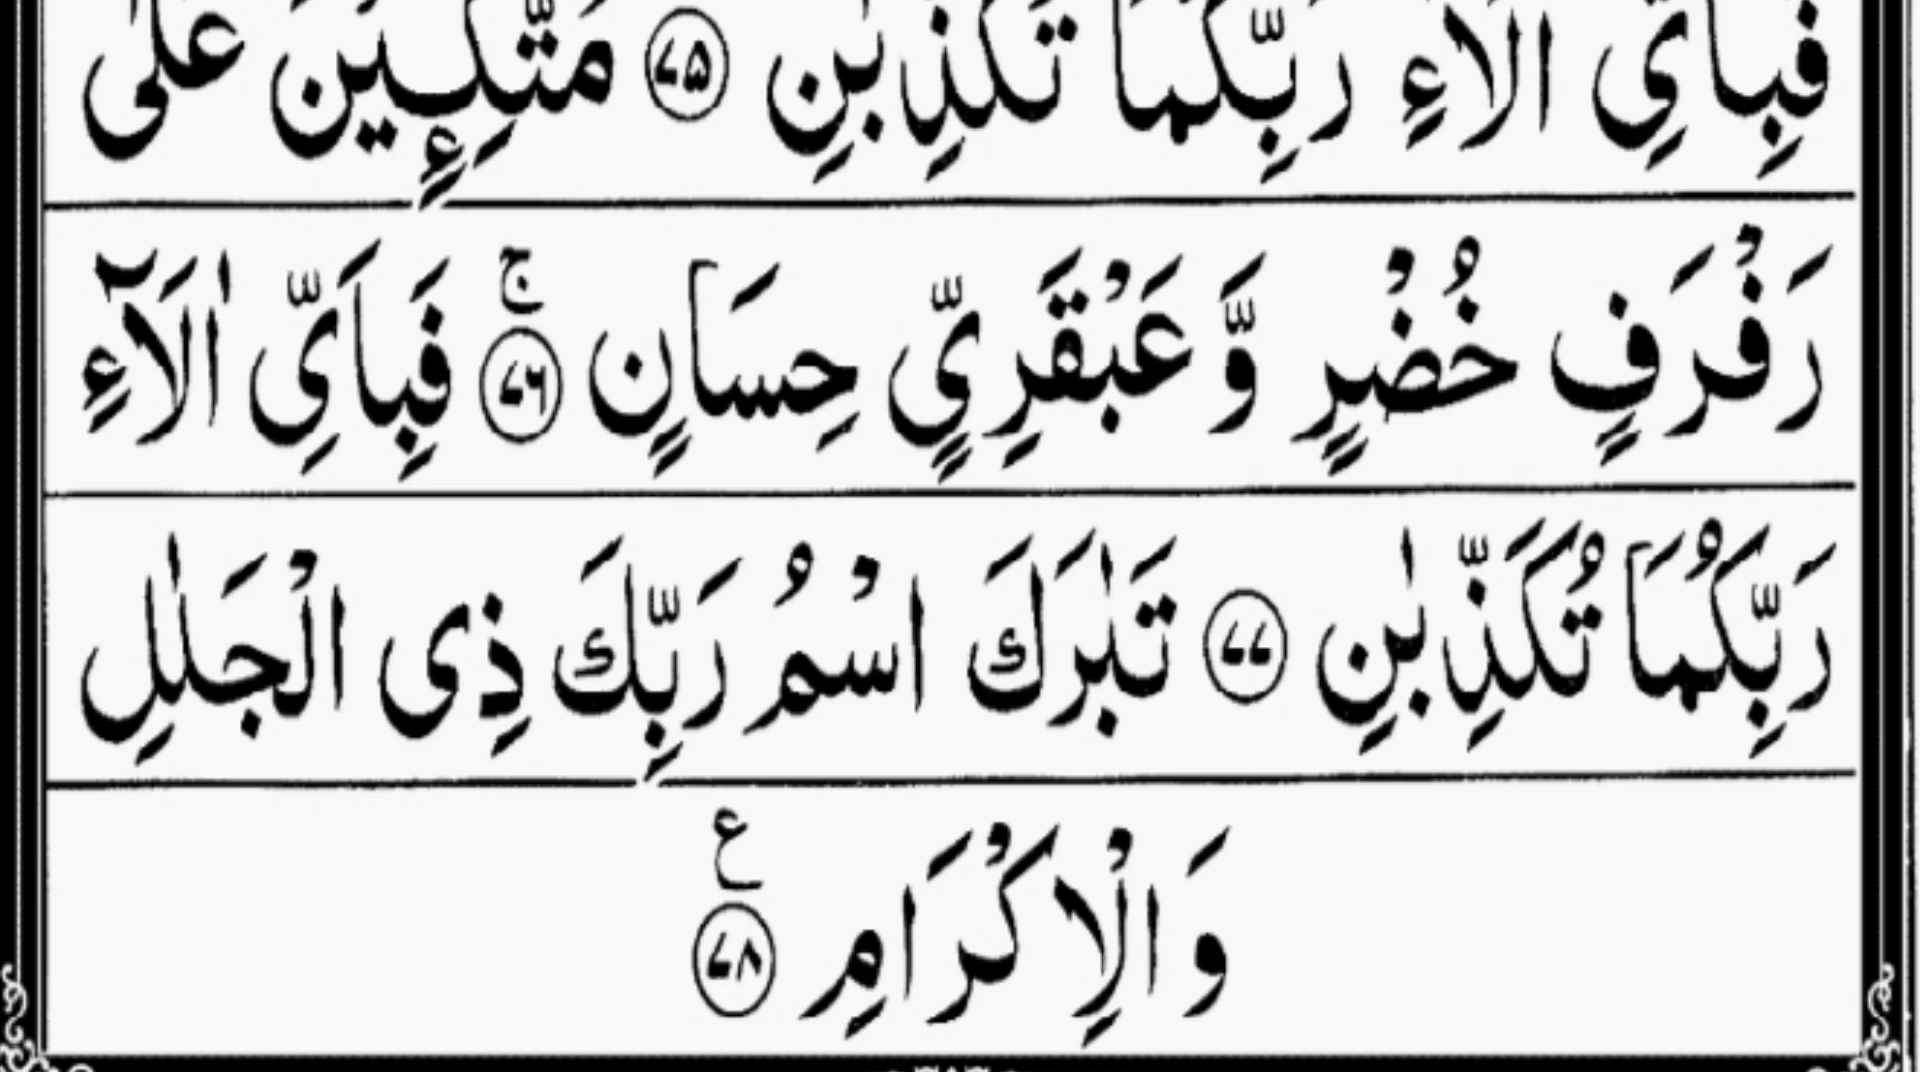 فَبِاَىِّ اٰلَآءِ رَبِّكُمَا تُكَذِّبٰنِ ﴿۷۵﴾ مُتَّكِـِٕيْنَ عَلٰى
رَفْرَفٍ خُضْرٍ وَّعَبْقَرِىٍّ حِسَانٍ ۚ﴿۷۶﴾ فَبِاَىِّ اٰلَآءِ
رَبِّكُمَا تُكَذِّبٰنِ ﴿۷۷﴾ تَبٰرَكَ اسْمُ رَبِّكَ ذِى الْجَلٰلِ
وَالْاِكْرَامِ ﴿۷۸﴾ ع